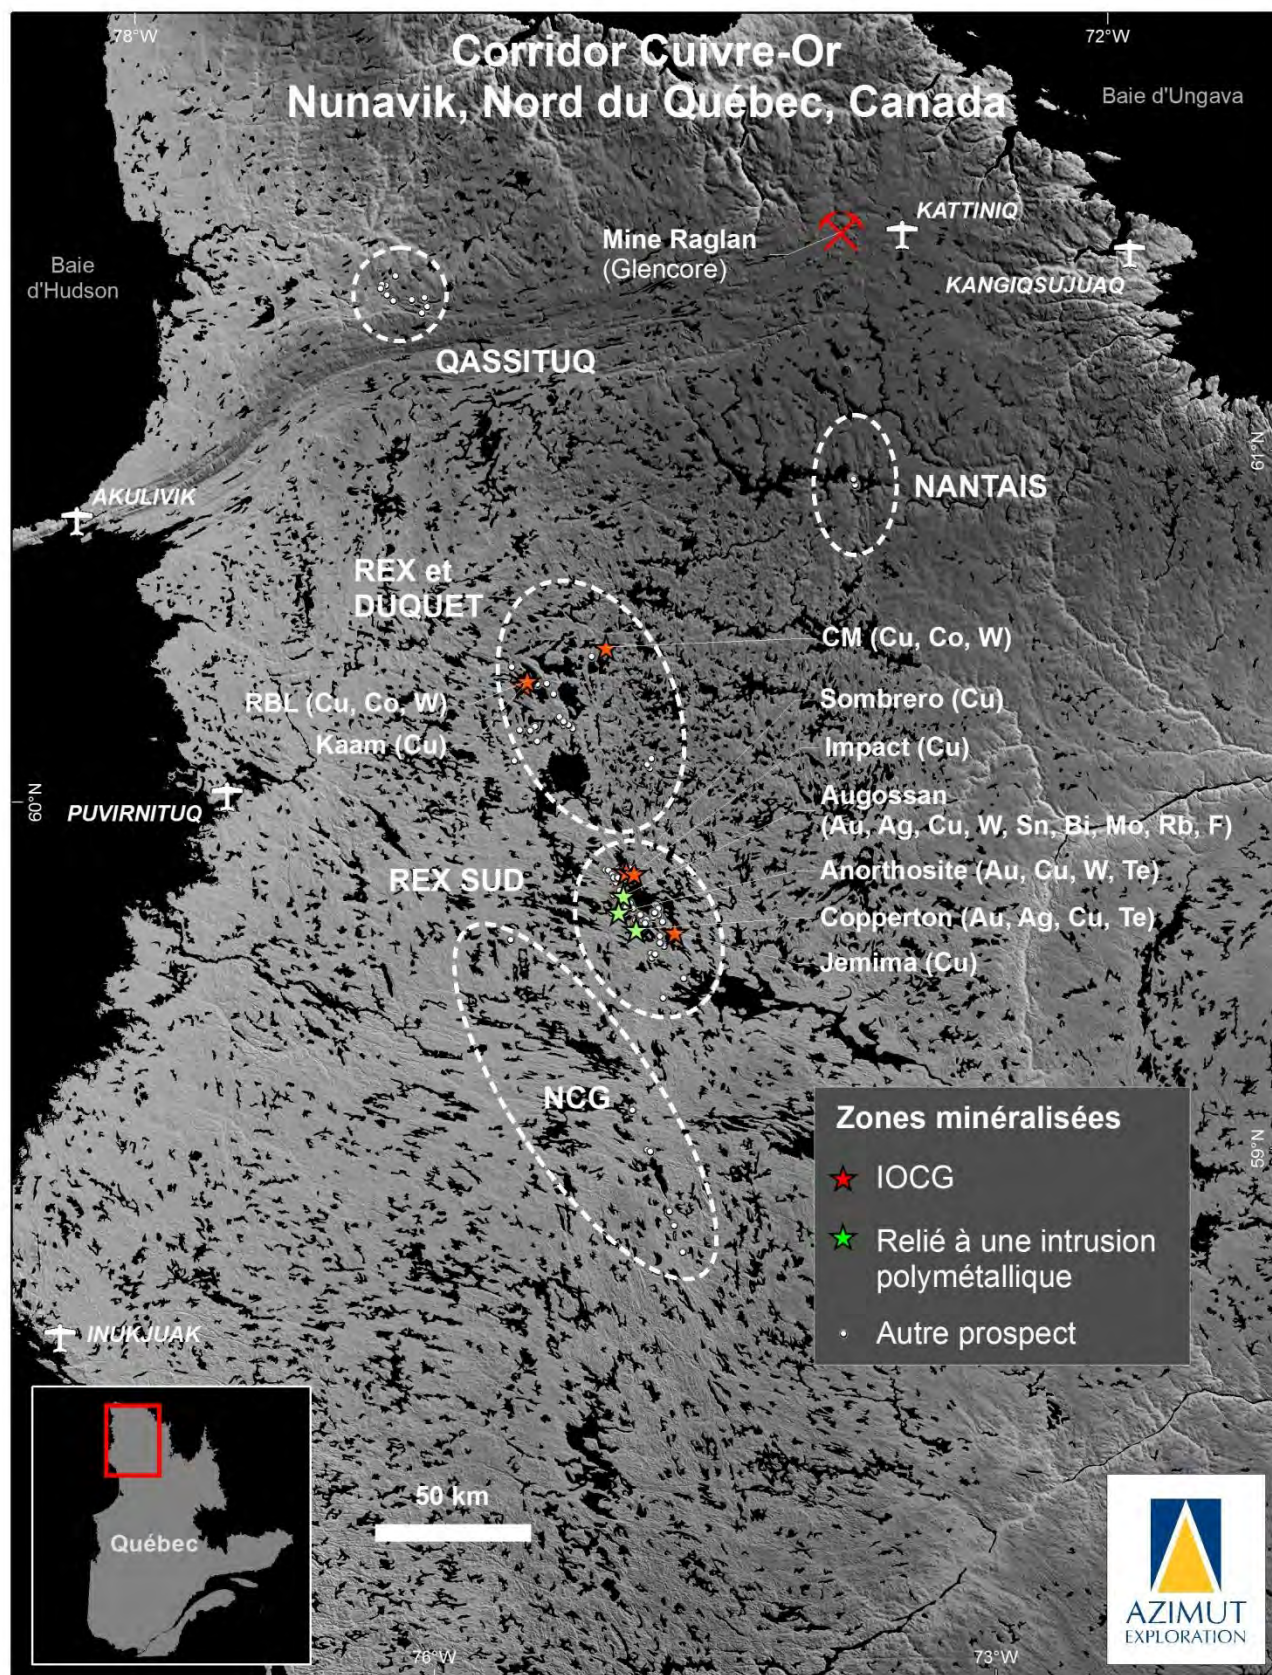 78°W
72°W
Corridor Cuivre-Or
Nunavik, Nord du Québec, Canada
Baie d'Ungava
KATTINIQ
Mine Raglan
(Glencore)
Baie
d'Hudson
KANGIQSUJUAQ
QASSITUQ
61°N
NANTAIS
AKULIVIK
REX et
DUQUET
CM (Cu, Co, W)
RBL (Cu, Co, W)
Sombrero (Cu)
Kaam (Cu)
Impact (Cu)
60°N
PUVIRNITUQ
Augossan
(Au, Ag, Cu, W, Sn, Bi, Mo, Rb, F)
REX SUD
Anorthosite (Au, Cu, W, Te)
Copperton (Au, Ag, Cu, Te)
Jemima (Cu)
NCG
Zones minéralisées
59°N
IOCG
Relié à une intrusion
polymétallique
Autre prospect
INUKJUAK
50 km
Québec
AZIMUT
EXPLORATION
76°W
73°W